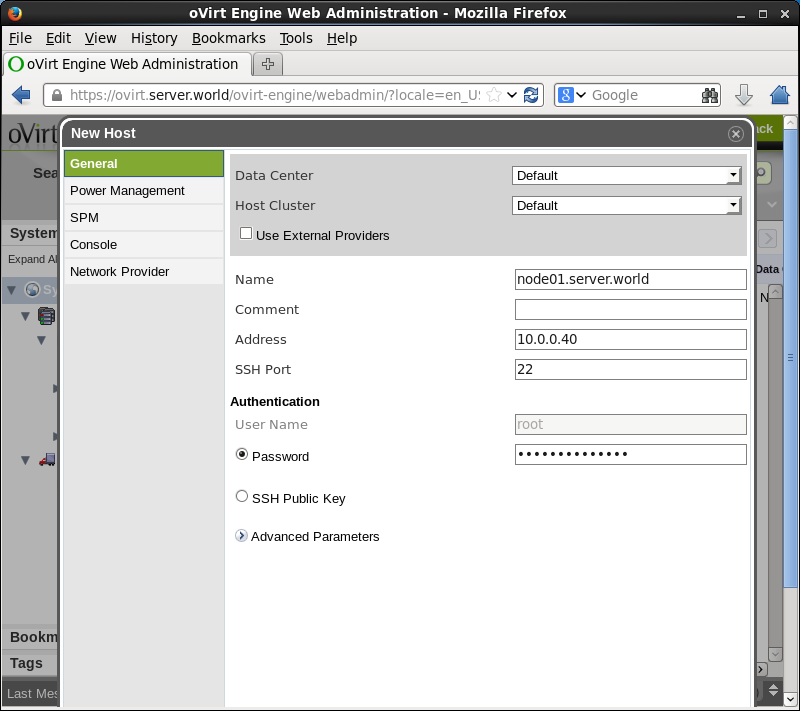 oVirt Engine Web Administration - Mozilla Firefox
File Edit View History Bookmarks Tools Help
oVirt Engine Web Administration
https://ovirt.server.world/ovirt-engine/webadmin/?locale=en_US
Google
oVirt
New Host
Sea
System
Expand Al
Sy
Bookm
Tags
Last Mes
General
Power Management
SPM
Console
Network Provider
Data Center Default
Host Cluster Default
Use External Providers
Name node01.server.world
Comment
Address 10.0.0.40
SSH Port 22
Authentication
User Name root
Password ••••••••••••••
SSH Public Key
Advanced Parameters
ack
Data
N